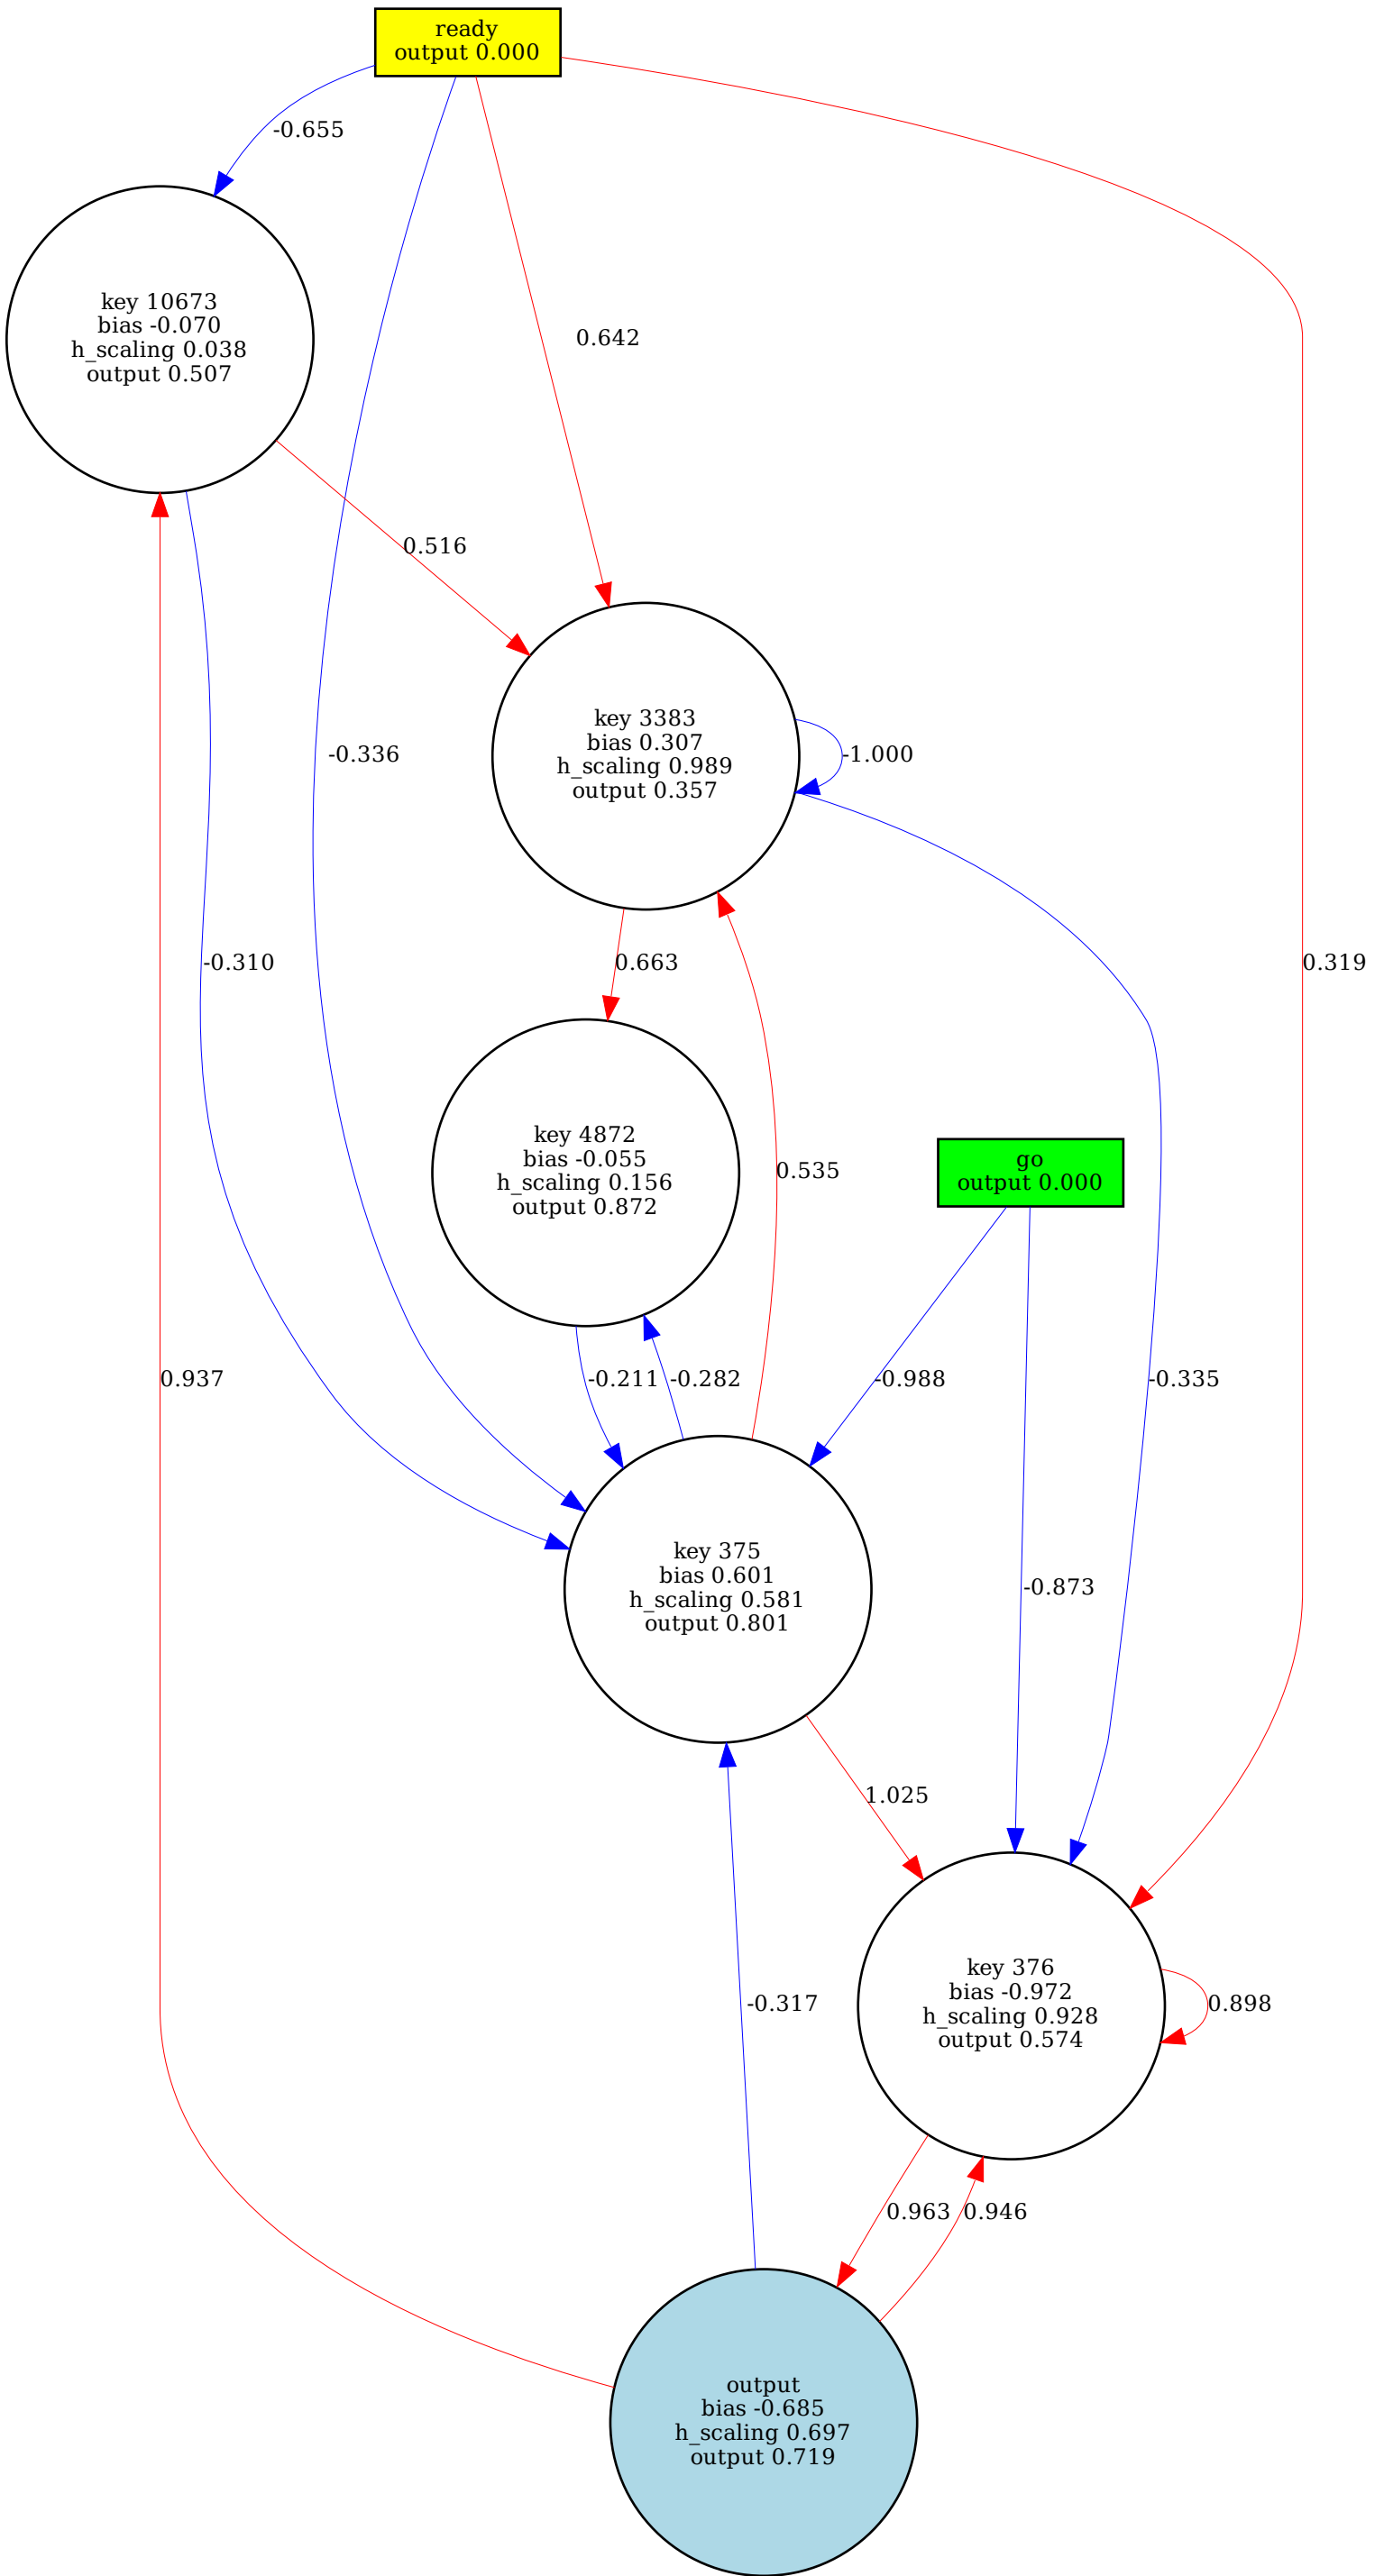 ready
output 0.000
-0.655
key 10673
bias -0.070
h_scaling 0.038
output 0.507
0.642
0.516
key 3383
bias 0.307
h_scaling 0.989
output 0.357
-1.000
-0.336
-0.310
0.663
0.319
key 4872
bias -0.055
h_scaling 0.156
output 0.872
0.535
go
output 0.000
0.937
-0.211
-0.282
-0.988
-0.335
key 375
bias 0.601
h_scaling 0.581
output 0.801
-0.873
1.025
key 376
bias -0.972
h_scaling 0.928
output 0.574
0.898
-0.317
0.963
0.946
output
bias -0.685
h_scaling 0.697
output 0.719